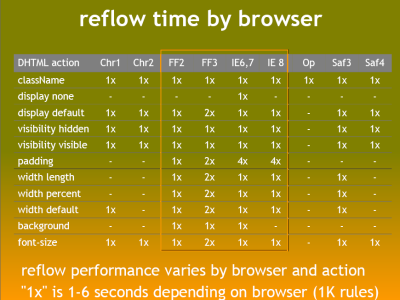 reflow time by browser
DHTML action Chr1 Chr2 FF2 FF3 IE6,7 IE 8 Op Saf3 Saf4
className 1x 1x 1x 1x 1x 1x 1x 1x 1x
display none - - - - 1x - - - -
display default 1x 1x 1x 2x 1x 1x - 1x 1x
visibility hidden 1x 1x 1x 1x 1x 1x - 1x 1x
visibility visible 1x 1x 1x 1x 1x 1x - 1x 1x
padding - - 1x 2x 4x 4x - - -
width length - - 1x 2x 1x 1x - 1x -
width percent - - 1x 2x 1x 1x - 1x -
width default 1x - 1x 2x 1x 1x - 1x -
background - - 1x 1x 1x - - - -
font-size 1x 1x 1x 2x 1x 1x - 1x 1x
reflow performance varies by browser and action
"1x" is 1-6 seconds depending on browser (1K rules)